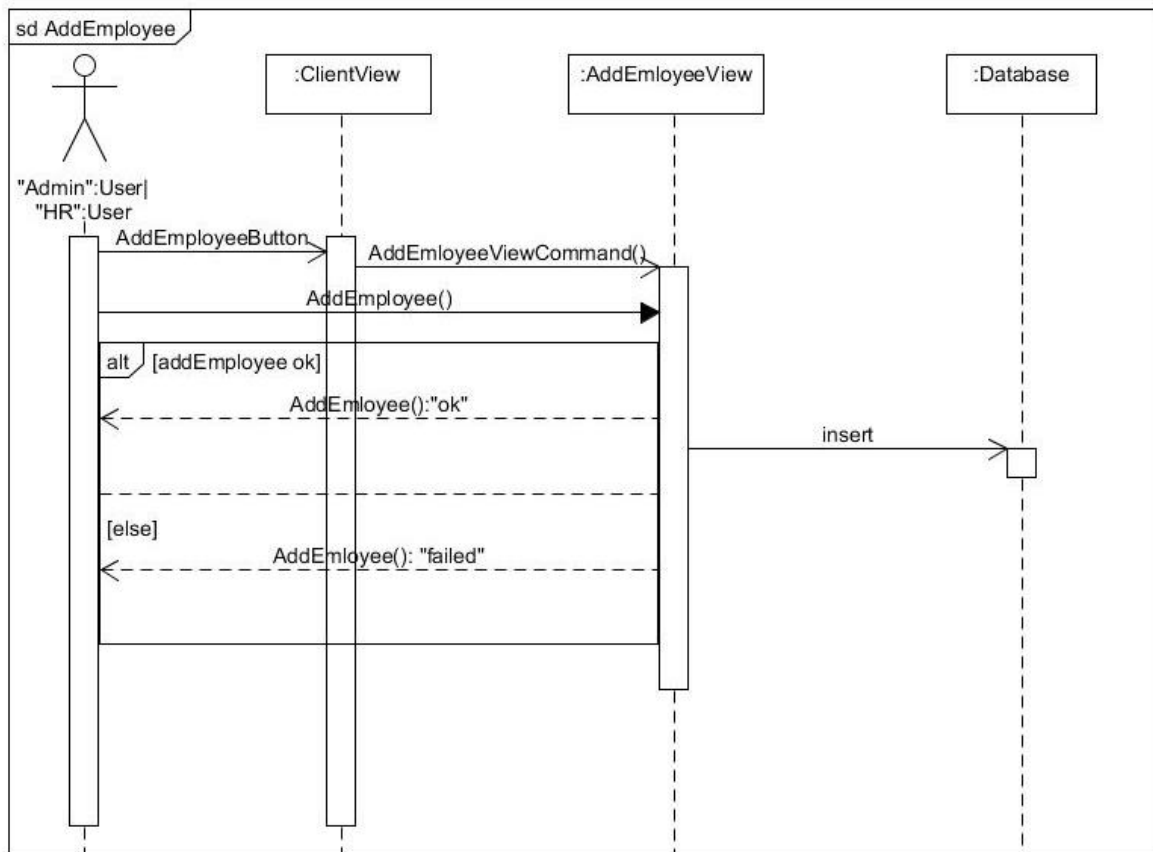 sd AddEmployee
:ClientView
:AddEmloyeeView
:Database
"Admin":User|
"HR":User
AddEmployeeButton
AddEmloyeeViewCommand()
AddEmployee()
alt
[addEmployee ok]
AddEmloyee():"ok"
insert
[else]
AddEmloyee(): "failed"